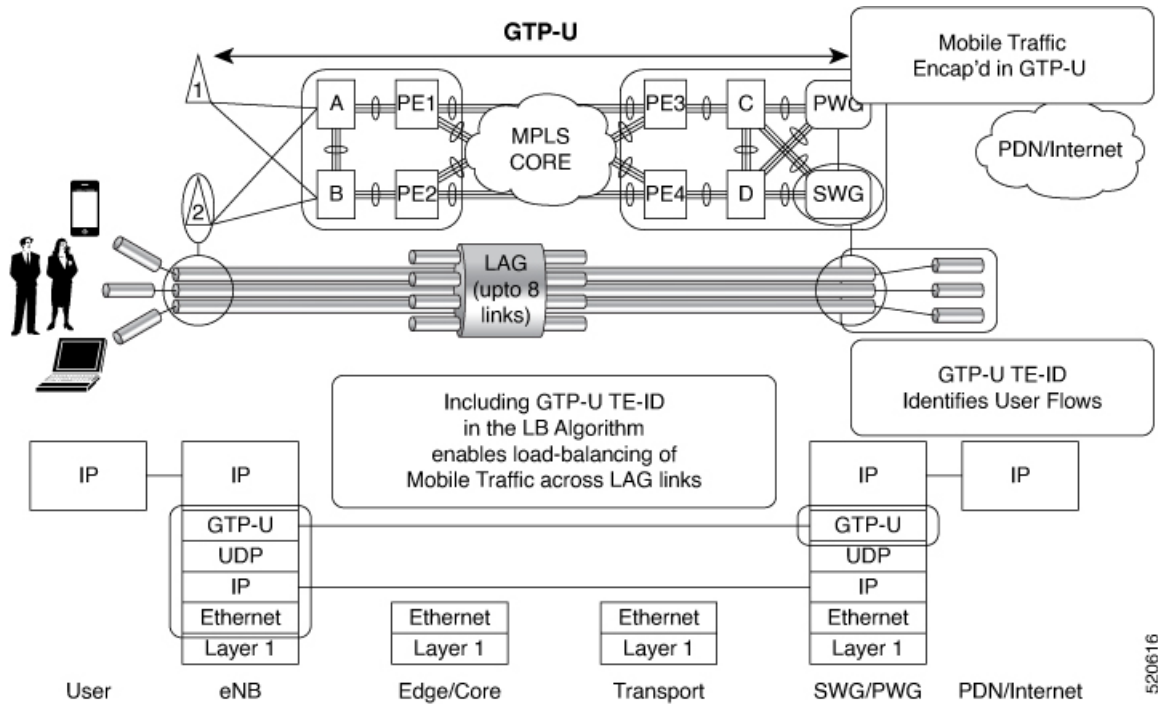 GTP-U
Mobile Traffic
Encap'd in GTP-U
1
A
PE1
PE3
C
PWG
MPLS
CORE
PDN/Internet
2
B
PE2
PE4
D
SWG
LAG
(upto 8
links)
GTP-U TE-ID
Identifies User Flows
Including GTP-U TE-ID
in the LB Algorithm
enables load-balancing of
Mobile Traffic across LAG links
IP
IP
IP
IP
GTP-U
GTP-U
UDP
UDP
IP
IP
Ethernet
Ethernet
Ethernet
Ethernet
Layer 1
Layer 1
Layer 1
Layer 1
User
eNB
Edge/Core
Transport
SWG/PWG
PDN/Internet
520616